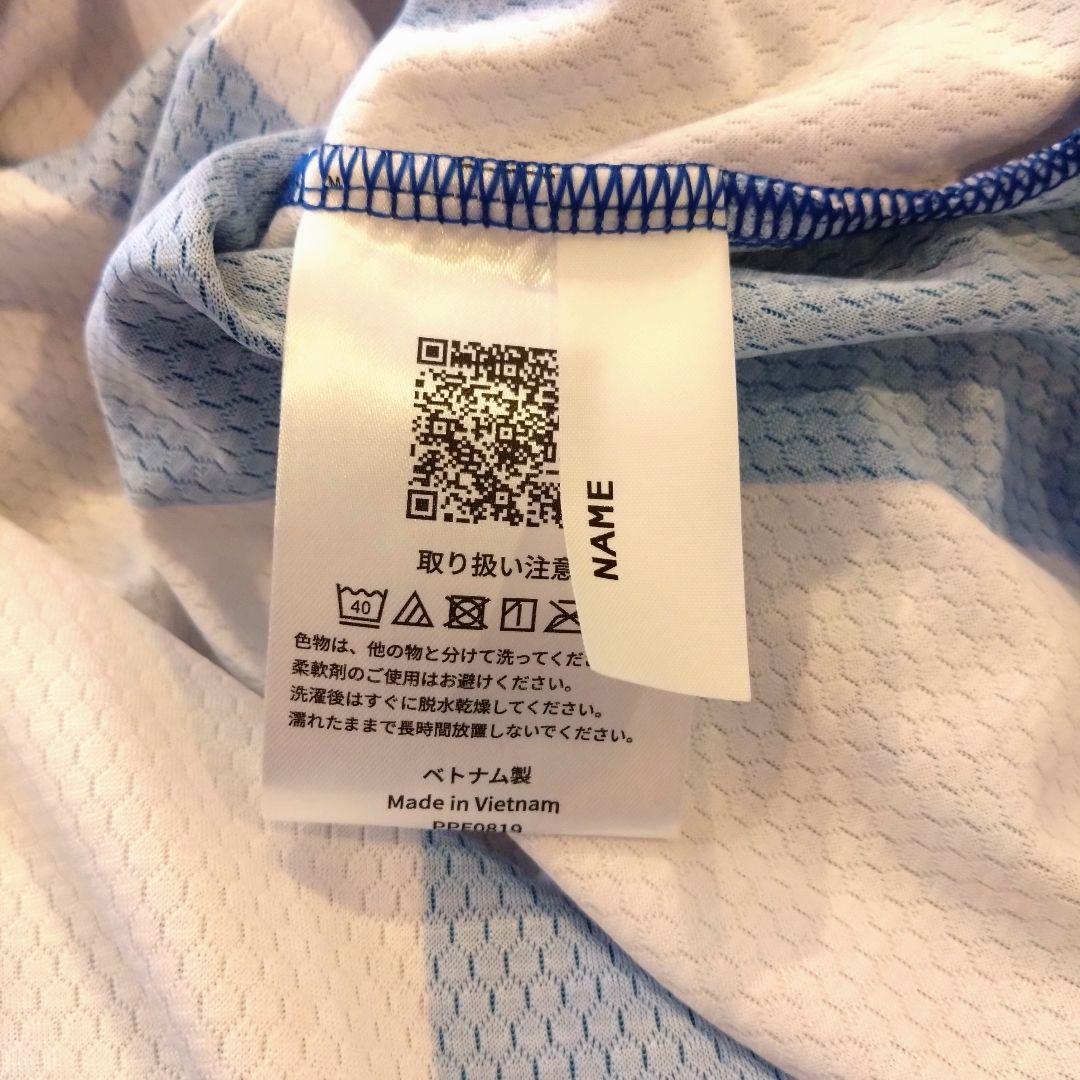 M
取り扱い注意
40
色物は、他の物と分けて洗ってくだ
柔軟剤のご使用はお避けください。
洗濯後はすぐに脱水乾燥してください。
濡れたままで長時間放置しないでください。
ベトナム製
Made in Vietnam
PPF0819
NAME